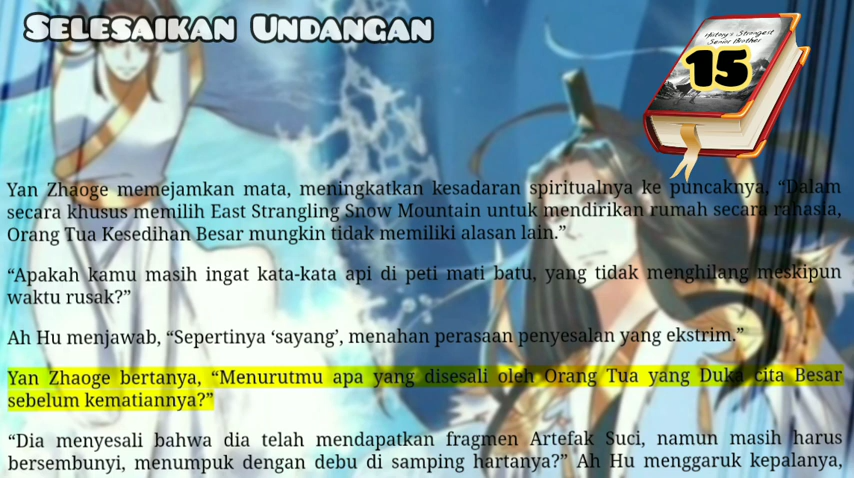 Selesaikan Undangan
History's Strongest
Senior Brother
15
Yan Zhaoge memejamkan mata, meningkatkan kesadaran spiritualnya ke puncaknya, “Dalam
secara khusus memilih East Strangling Snow Mountain untuk mendirikan rumah secara rahasia,
Orang Tua Kesedihan Besar mungkin tidak memiliki alasan lain.”
“Apakah kamu masih ingat kata-kata api di peti mati batu, yang tidak menghilang meskipun
waktu rusak?”
Ah Hu menjawab, “Sepertinya ‘sayang’, menahan perasaan penyesalan yang ekstrim.”
Yan Zhaoge bertanya, “Menurutmu apa yang disesali oleh Orang Tua yang Duka cita Besar
sebelum kematiannya?”
“Dia menyesali bahwa dia telah mendapatkan fragmen Artefak Suci, namun masih harus
bersembunyi, menumpuk dengan debu di samping hartanya?” Ah Hu menggaruk kepalanya,